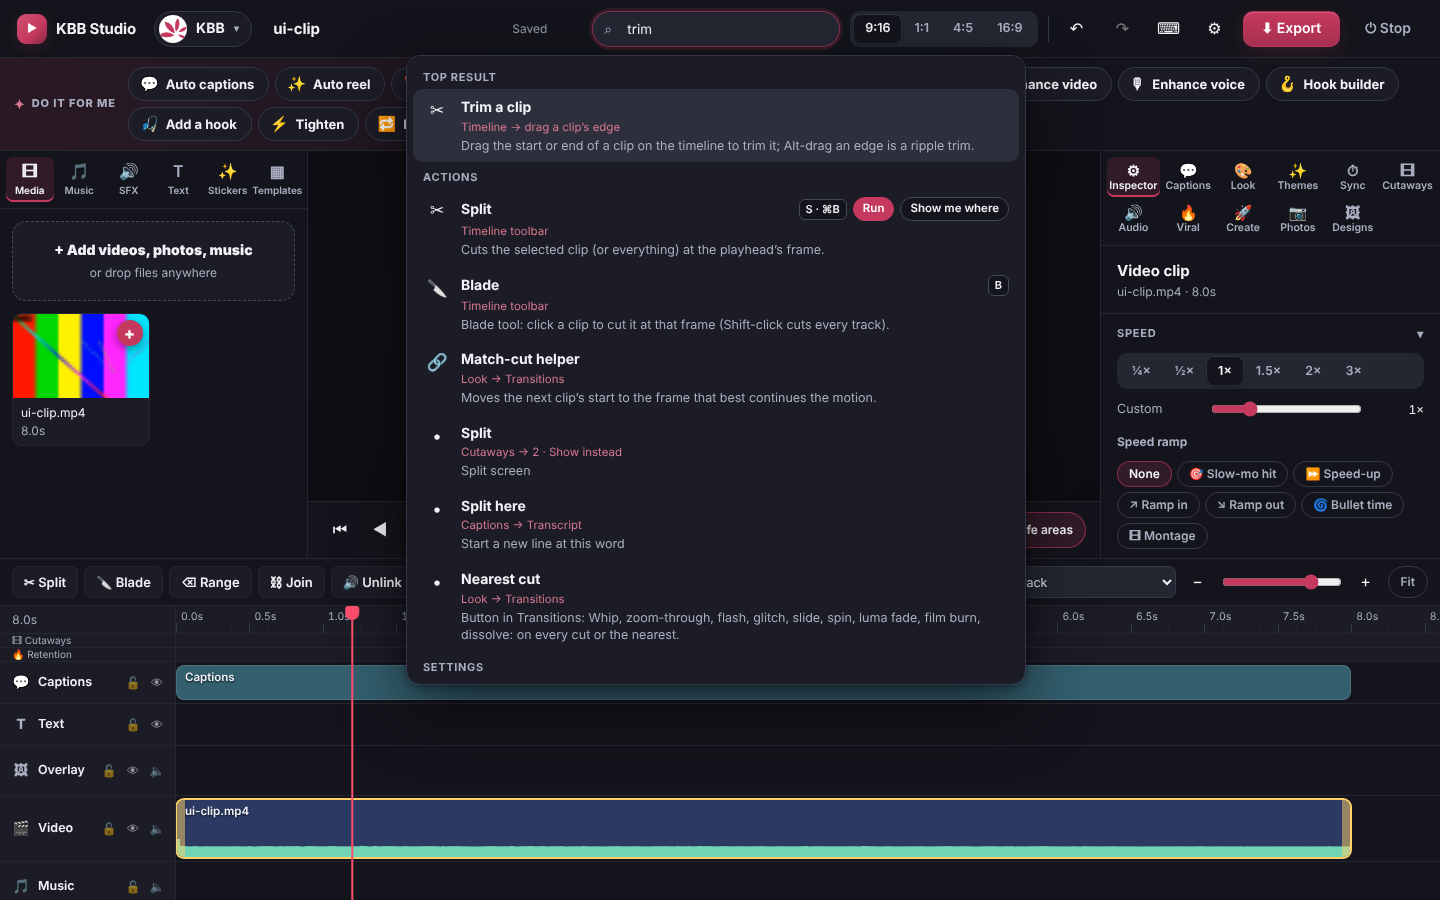 KBB Studio
KBB
ui-clip
Saved
trim
9:16 1:1 4:5 16:9
Export
Stop
DO IT FOR ME
Auto captions
Auto reel
ance video
Enhance voice
Hook builder
Add a hook
Tighten
Media Music SFX Text Stickers Templates
+ Add videos, photos, music
or drop files anywhere
ui-clip.mp4
8.0s
TOP RESULT
Trim a clip
Timeline → drag a clip’s edge
Drag the start or end of a clip on the timeline to trim it; Alt-drag an edge is a ripple trim.
ACTIONS
Split
S · ⌘B
Run
Show me where
Timeline toolbar
Cuts the selected clip (or everything) at the playhead’s frame.
Blade
B
Timeline toolbar
Blade tool: click a clip to cut it at that frame (Shift-click cuts every track).
Match-cut helper
Look → Transitions
Moves the next clip’s start to the frame that best continues the motion.
Split
Cutaways → 2 · Show instead
Split screen
Split here
Captions → Transcript
Start a new line at this word
Nearest cut
Look → Transitions
Button in Transitions: Whip, zoom-through, flash, glitch, slide, spin, luma fade, film burn,
dissolve: on every cut or the nearest.
SETTINGS
Inspector Captions Look Themes Sync Cutaways
Audio Viral Create Photos Designs
Video clip
ui-clip.mp4 · 8.0s
SPEED
¼× ½× 1× 1.5× 2× 3×
Custom
1×
Speed ramp
None
Slow-mo hit
Speed-up
Ramp in
Ramp out
Bullet time
Montage
fe areas
Split
Blade
Range
Join
Unlink
ack
− +
Fit
8.0s
0.0s 0.5s 1.0s 6.0s 6.5s 7.0s 7.5s 8.0s 8.
Cutaways
Retention
Captions
Captions
Text
Overlay
Video
ui-clip.mp4
Music